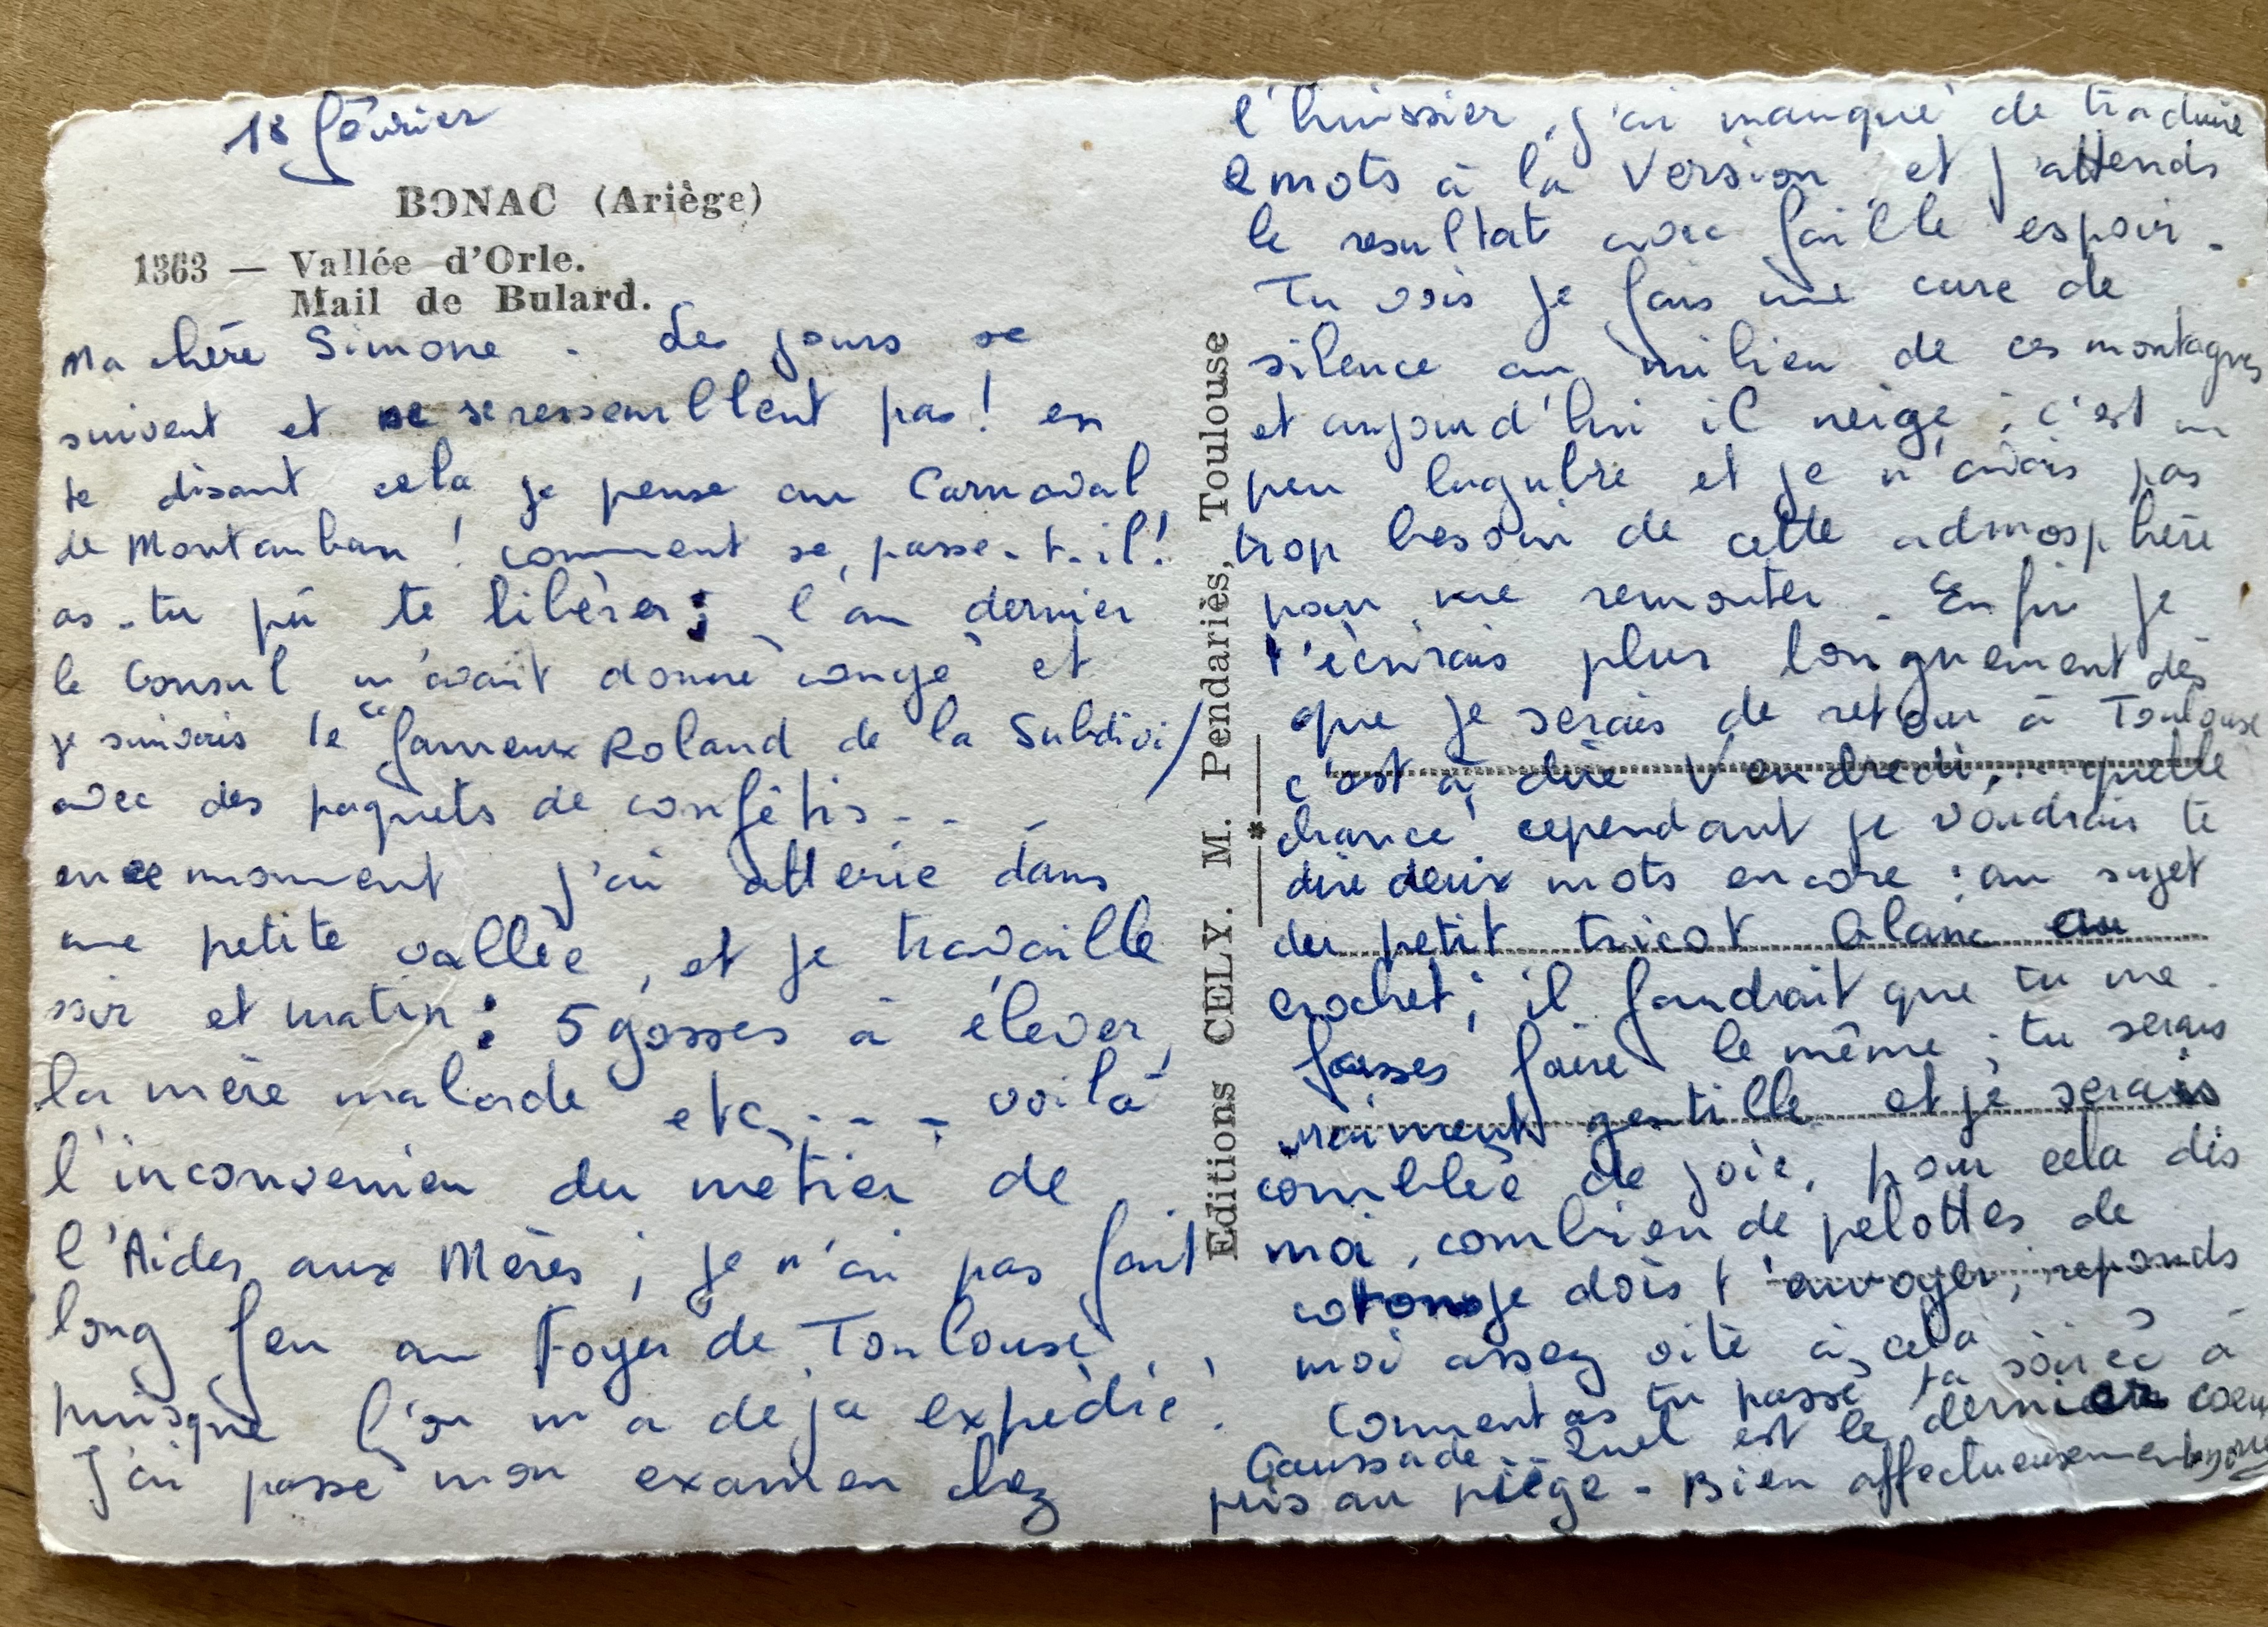 18 février
BONAC (Ariège)
1363 — Vallée d'Orle.
Mail de Bulard.
Ma chère Simone . Les jours se
suivent et ne se ressemblent pas ! en
te disant cela je pense au Carnaval
de Montauban ! comment se passe-t-il !
as-tu pû te libérer ; l'an dernier
le Consul m'avait donné congé et
je suivais le "fameux Roland de la Subdivi/
avec des paquets de confétis - - -
en ce moment j'ai atterié dans
une petite vallée, et je travaille
soir et matin : 5 gosses à élever,
la mère malade etc, - - - voilà
l'inconvenien du métier de
l'Aides aux Mères ; je n'ai pas fait
long feu au Foyer de Toulouse
puisque l'on m'a déjà expédié !
J'ai passé mon examen chez
l'huissier, j'ai manqué de traduire
2 mots à la Version et j'attends
le resultat avec faible espoir -
Tu vois je fais une cure de
silence au milieu de ces montagnes
et aujourd'hui il neige ; c'est un
peu lugubre et je n'avais pas
trop besoin de cette admosphère
pour me remonter . Enfin je
t'écrirais plus longuement dès
que je serais de retour à Toulouse
c'est à dire Vendredi, .. quelle
chance ! cependant je voudrais te
dire deux mots encore : au sujet
du petit tricot blanc au
crochet ; il faudrait que tu me
fasses faire le même ; tu serais
vraiment gentille et je serais
comblée de joie, pour cela dis
moi, combien de pelottes de
coton je dois t'envoyer, reponds
moi assez vite à cela
Comment as tu passé ta soirée à
Gaussade - Quel est le dernier coeur
pris au piège - Bien affectueusement
Editions CELY. M. Pendariès, Toulouse